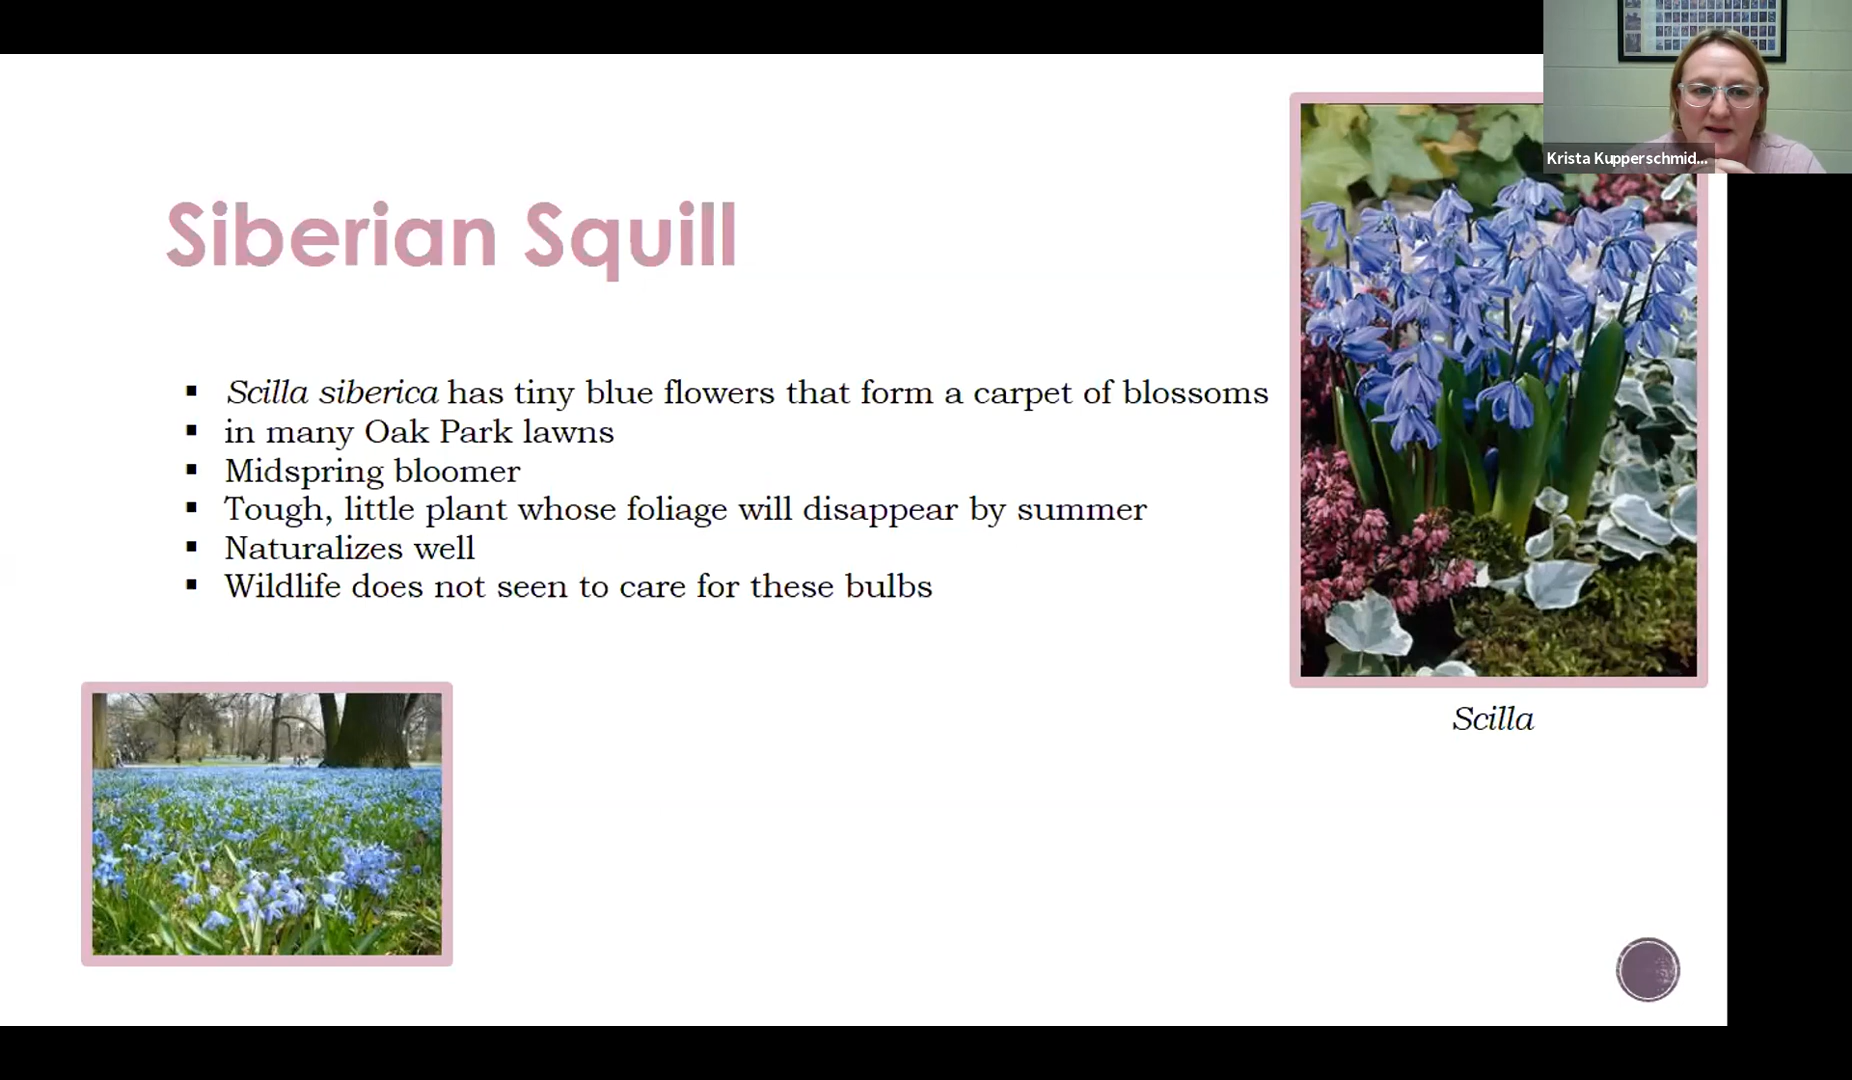 Krista Kupperschmid...
Siberian Squill
▪ Scilla siberica has tiny blue flowers that form a carpet of blossoms
▪ in many Oak Park lawns
▪ Midspring bloomer
▪ Tough, little plant whose foliage will disappear by summer
▪ Naturalizes well
▪ Wildlife does not seen to care for these bulbs
Scilla